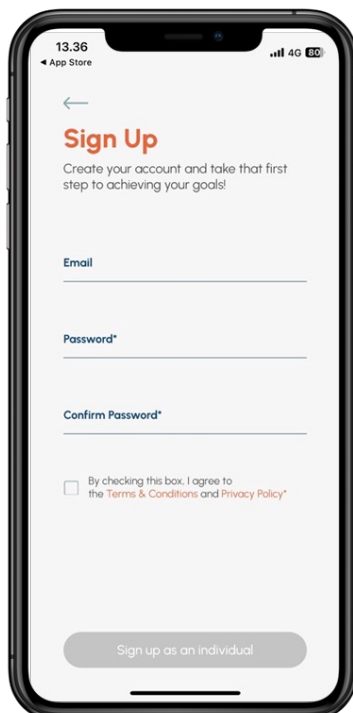 13.36
4G 80
◀ App Store
Sign Up
Create your account and take that first
step to achieving your goals!
Email
Password*
Confirm Password*
By checking this box, I agree to
the Terms & Conditions and Privacy Policy*
Sign up as an individual